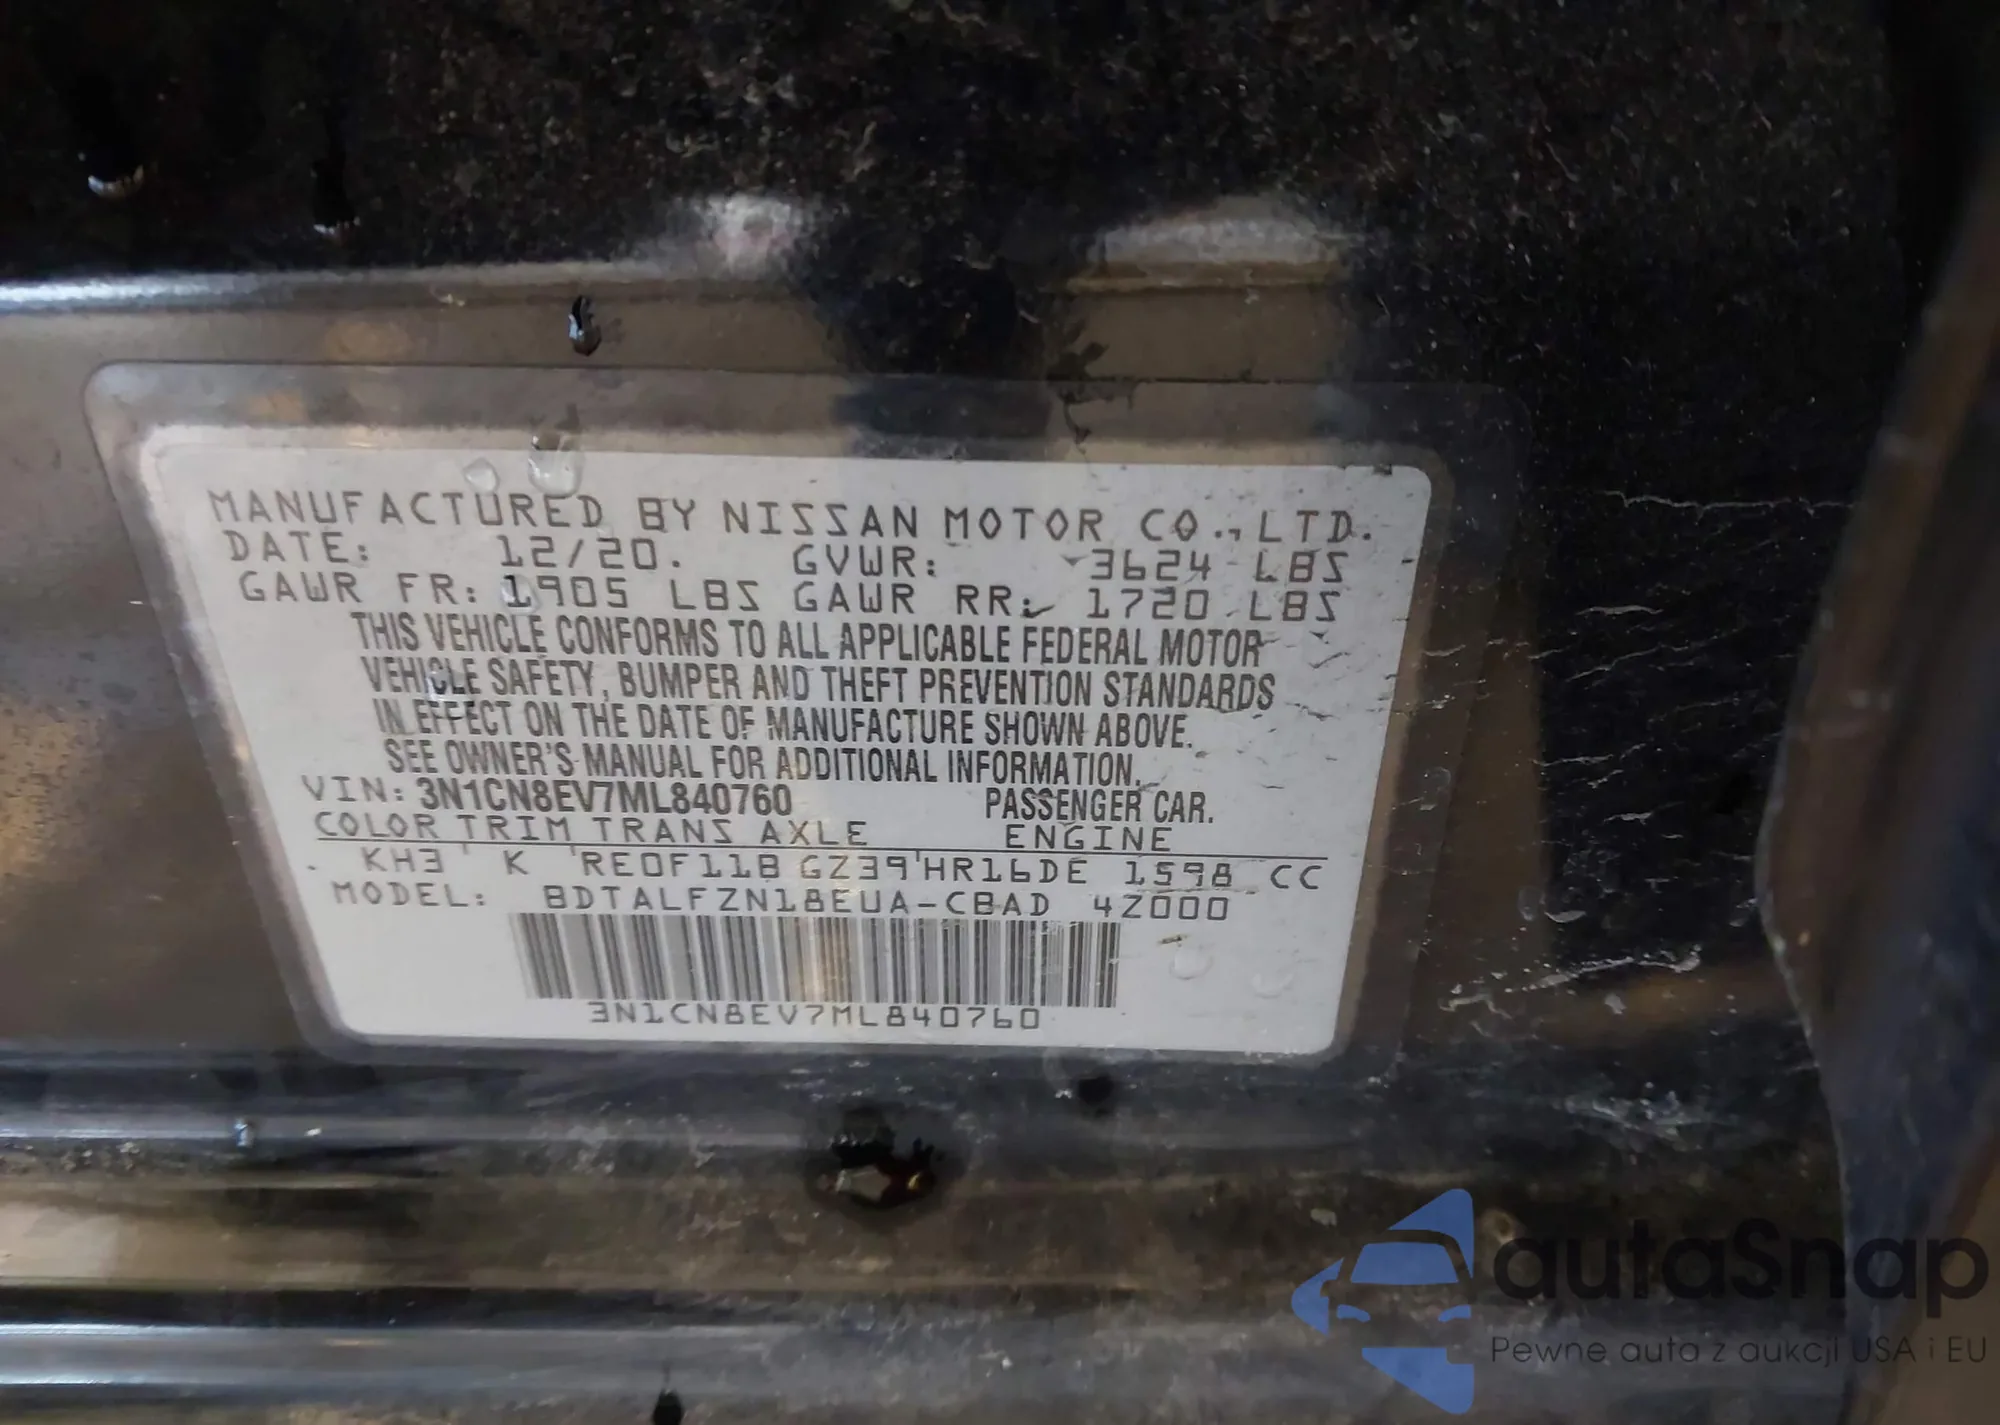 MANUFACTURED BY NISSAN MOTOR CO., LTD.
DATE: 12/20. GVWR: 3624 LBS
GAWR FR: 1905 LBS GAWR RR: 1720 LBS
THIS VEHICLE CONFORMS TO ALL APPLICABLE FEDERAL MOTOR
VEHICLE SAFETY, BUMPER AND THEFT PREVENTION STANDARDS
IN EFFECT ON THE DATE OF MANUFACTURE SHOWN ABOVE.
SEE OWNER'S MANUAL FOR ADDITIONAL INFORMATION.
VIN: 3N1CN8EV7ML840760 PASSENGER CAR.
COLOR TRIM TRANS AXLE ENGINE
KH3 K RE0F11B GZ39 HR16DE 1598 CC
MODEL: BDTALFZN18EUA-CBAD 4Z000
3N1CN8EV7ML840760
autaSnap
Pewne auta z aukcji USA i EU